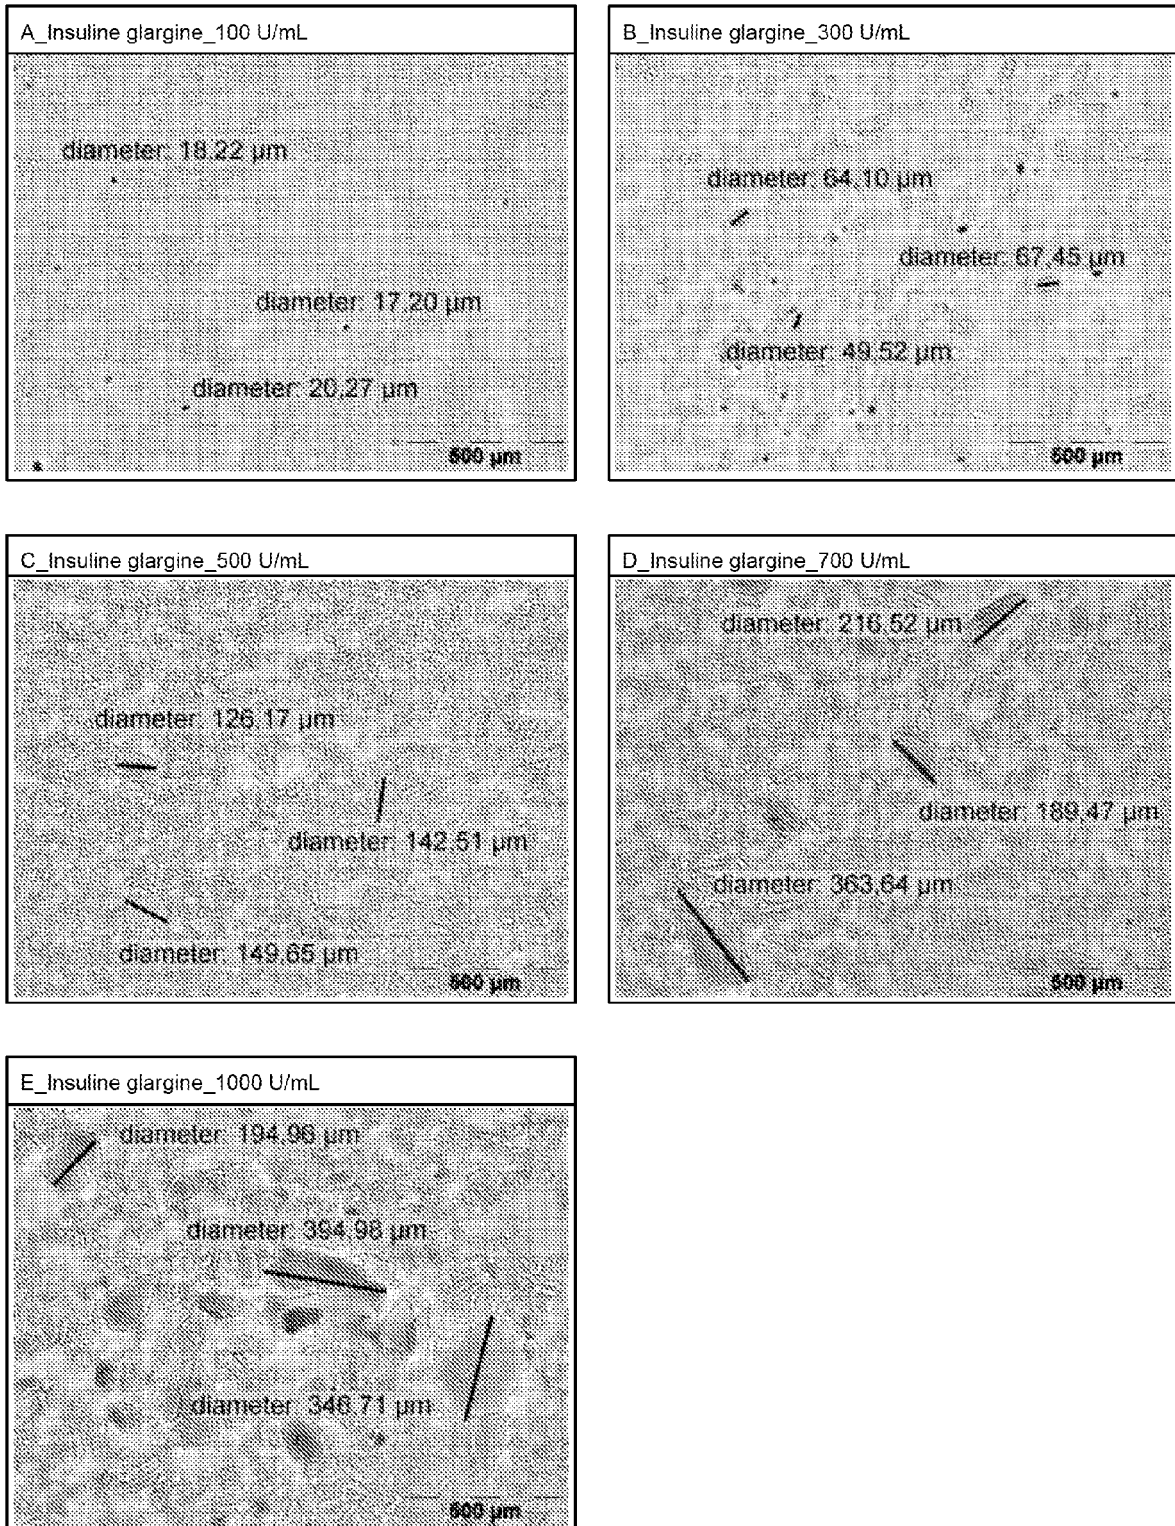 A_Insuline glargine_100 U/mL
diameter: 18,22 µm
diameter: 17,20 µm
diameter: 20,27 µm
500 µm
B_Insuline glargine_300 U/mL
diameter: 64,10 µm
diameter: 67,45 µm
diameter: 49,52 µm
500 µm
C_Insuline glargine_500 U/mL
diameter: 126,17 µm
diameter: 142,51 µm
diameter: 149,65 µm
500 µm
D_Insuline glargine_700 U/mL
diameter: 216,52 µm
diameter: 189,47 µm
diameter: 363,64 µm
500 µm
E_Insuline glargine_1000 U/mL
diameter: 194,96 µm
diameter: 394,98 µm
diameter: 346,71 µm
500 µm